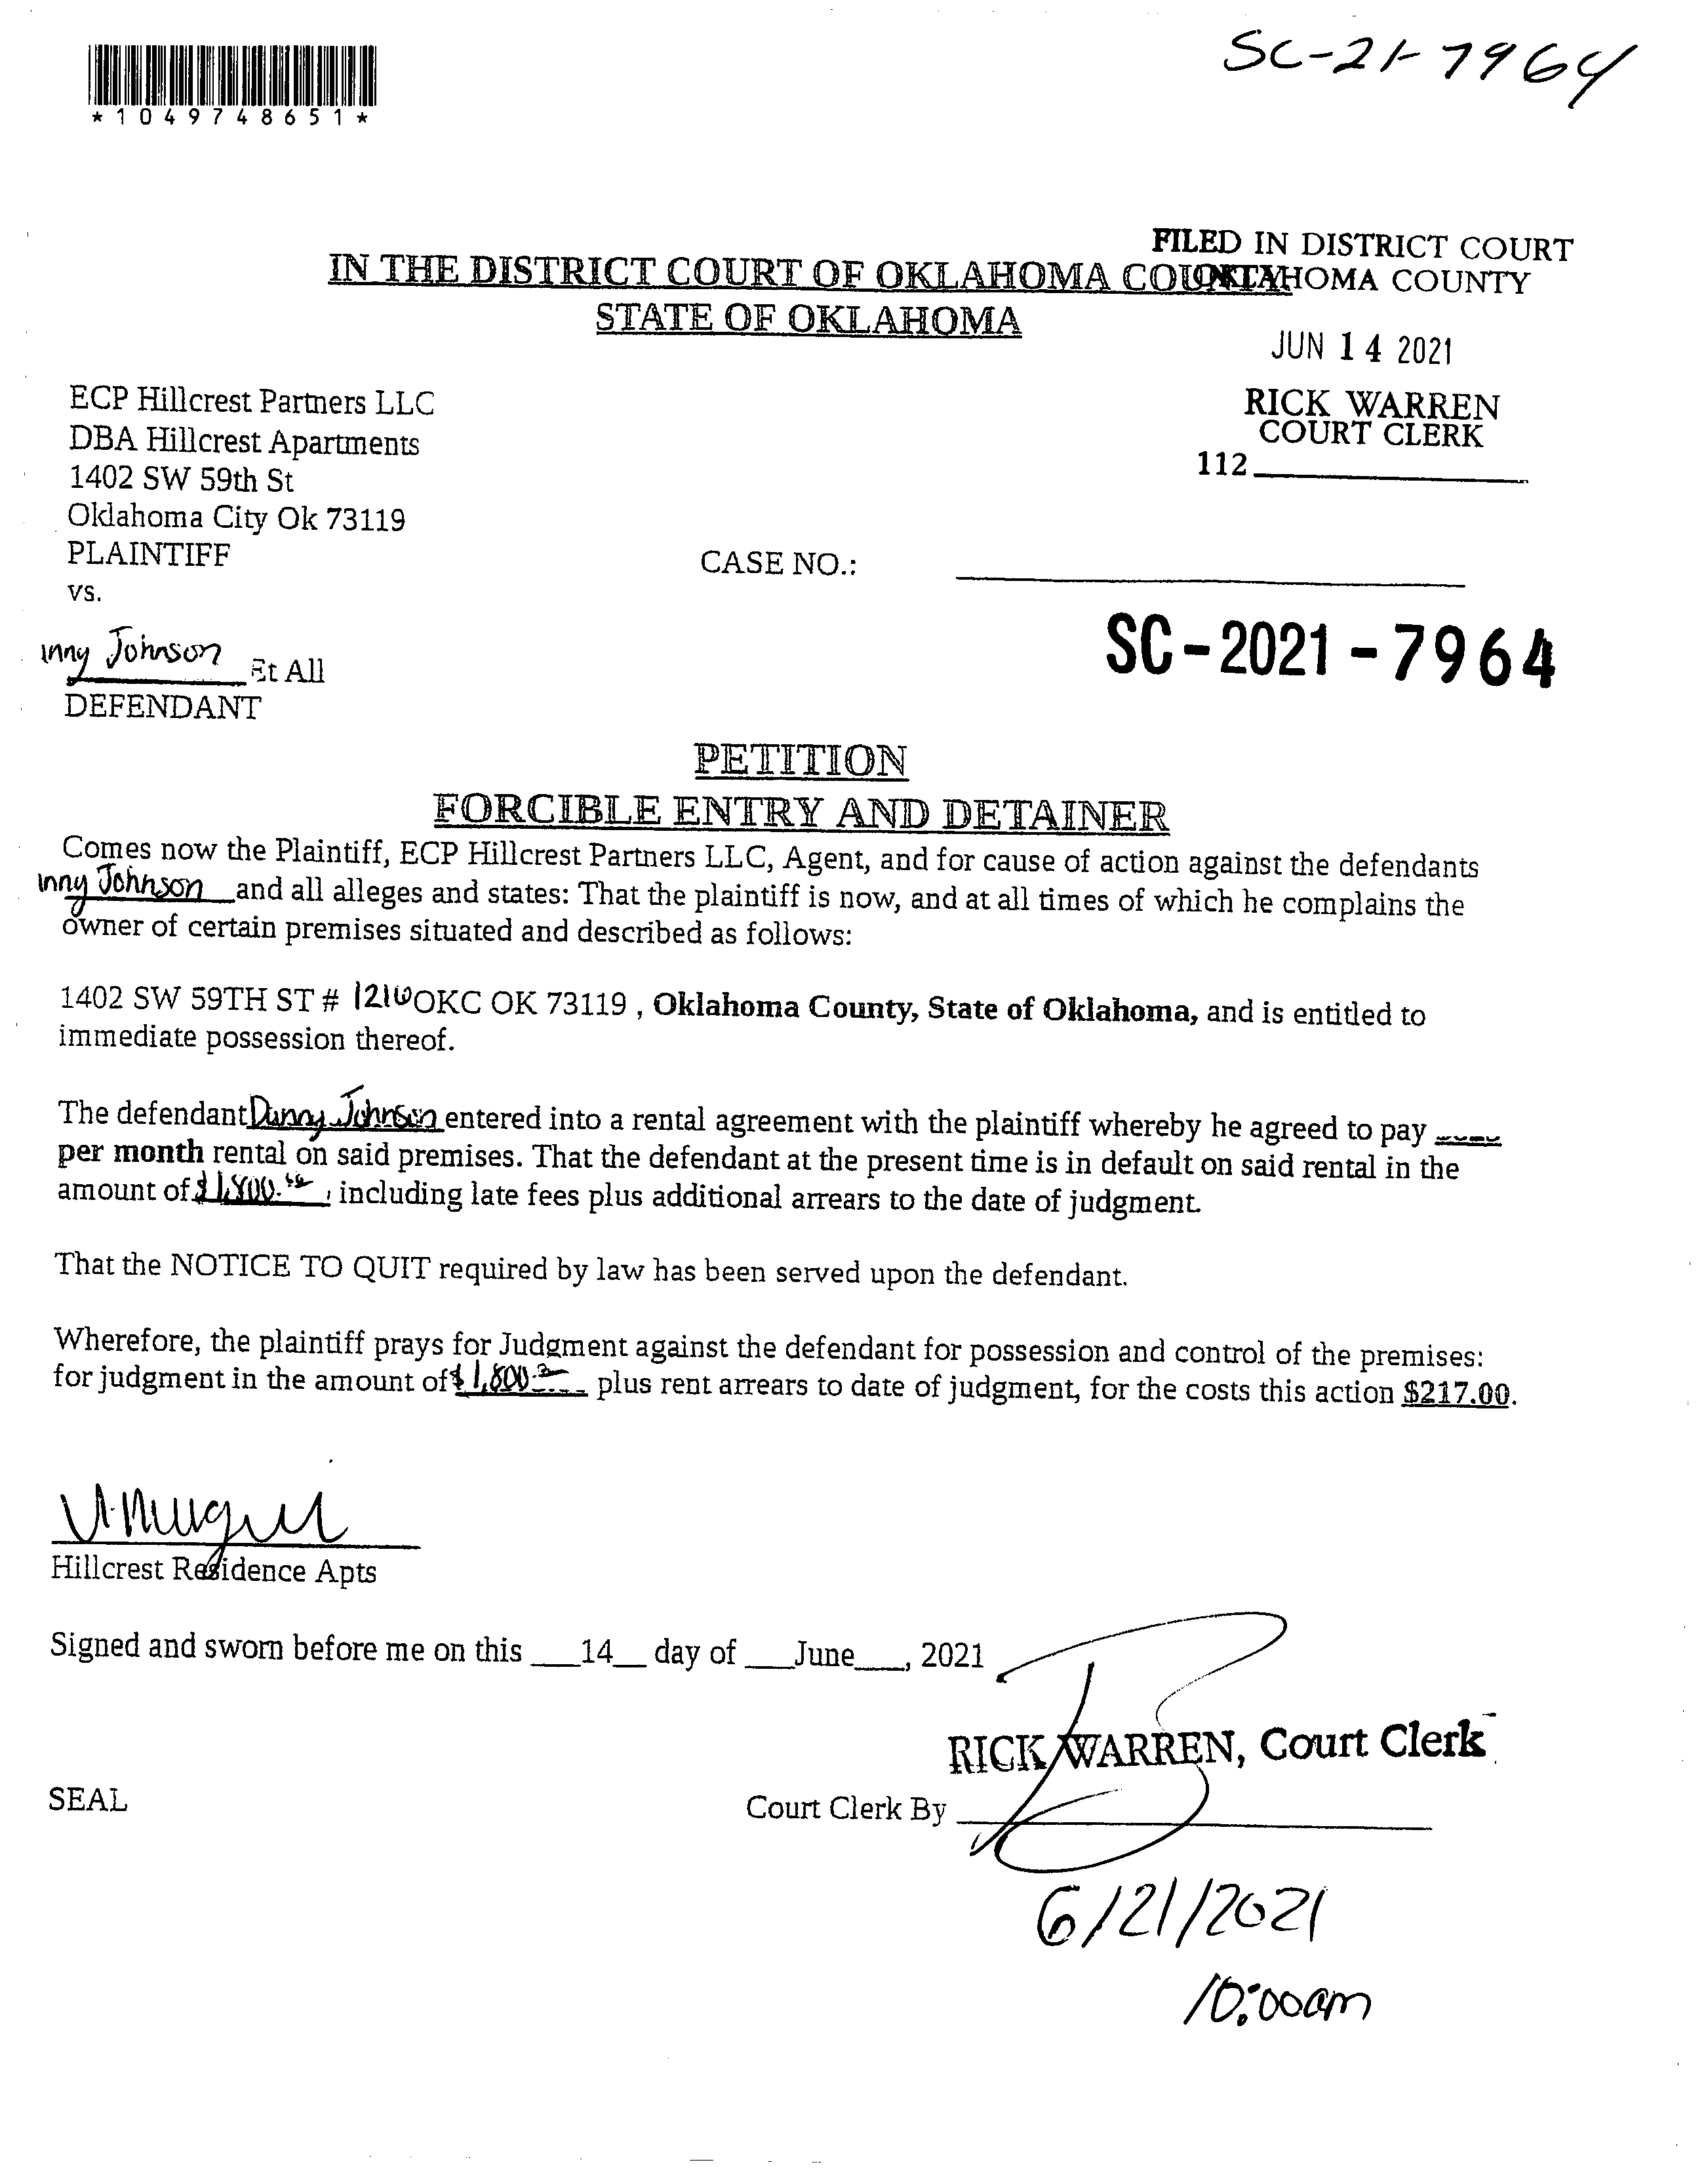 SC-21-7964
*1049748651*
FILED IN DISTRICT COURT
OKLAHOMA COUNTY
IN THE DISTRICT COURT OF OKLAHOMA COUNTY
STATE OF OKLAHOMA
JUN 14 2021
RICK WARREN
COURT CLERK
112
ECP Hillcrest Partners LLC
DBA Hillcrest Apartments
1402 SW 59th St
Oklahoma City Ok 73119
PLAINTIFF
CASE NO.:
vs.
SC-2021-7964
inny Johnson Et All
DEFENDANT
PETITION
FORCIBLE ENTRY AND DETAINER
Comes now the Plaintiff, ECP Hillcrest Partners LLC, Agent, and for cause of action against the defendants
inny Johnson and all alleges and states: That the plaintiff is now, and at all times of which he complains the
owner of certain premises situated and described as follows:
1402 SW 59TH ST # OKC OK 73119 , Oklahoma County, State of Oklahoma, and is entitled to
immediate possession thereof.
The defendant Danny Johnson entered into a rental agreement with the plaintiff whereby he agreed to pay
per month rental on said premises. That the defendant at the present time is in default on said rental in the
amount of $1,800. , including late fees plus additional arrears to the date of judgment.
That the NOTICE TO QUIT required by law has been served upon the defendant.
Wherefore, the plaintiff prays for Judgment against the defendant for possession and control of the premises:
for judgment in the amount of $1,800. plus rent arrears to date of judgment, for the costs this action $217.00.
Hillcrest Residence Apts
Signed and sworn before me on this ___14__ day of ___June___, 2021
RICK WARREN, Court Clerk
SEAL
Court Clerk By
6/21/2021
10:00am